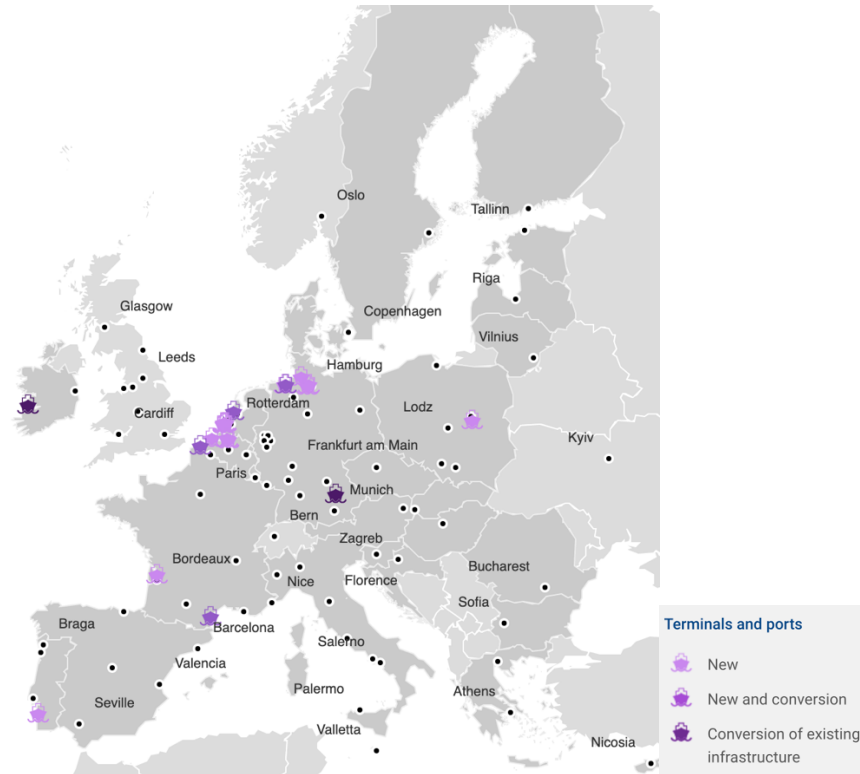 Oslo
Tallinn
Riga
Glasgow
Copenhagen
Vilnius
Leeds
Hamburg
Rotterdam
Lodz
Cardiff
Kyiv
Frankfurt am Main
Paris
Munich
Bern
Zagreb
Bordeaux
Bucharest
Nice
Florence
Sofia
Braga
Barcelona
Salerno
Valencia
Palermo
Athens
Seville
Valletta
Nicosia
Terminals and ports
New
New and conversion
Conversion of existing
infrastructure